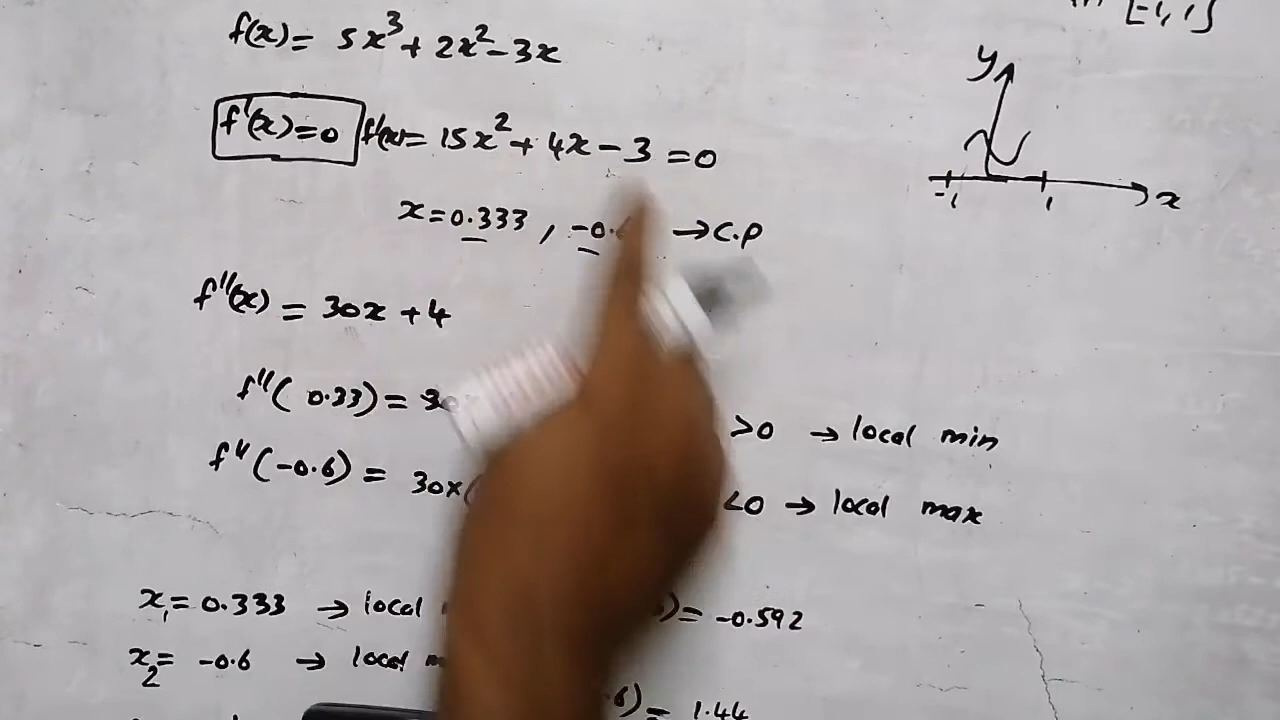 [-1, 1]
f(x) = 5x³ + 2x² - 3x
y
f'(x) = 0 f'(x) = 15x² + 4x - 3 = 0
-1 1 x
x = 0.333 , → C.P
f''(x) = 30x + 4
f''(0.33) =
>0 → local min
f''(-0.6) = 30x(
<0 → local max
x₁ = 0.333 → local ) = -0.592
x₂ = -0.6 → local
) = 1.44